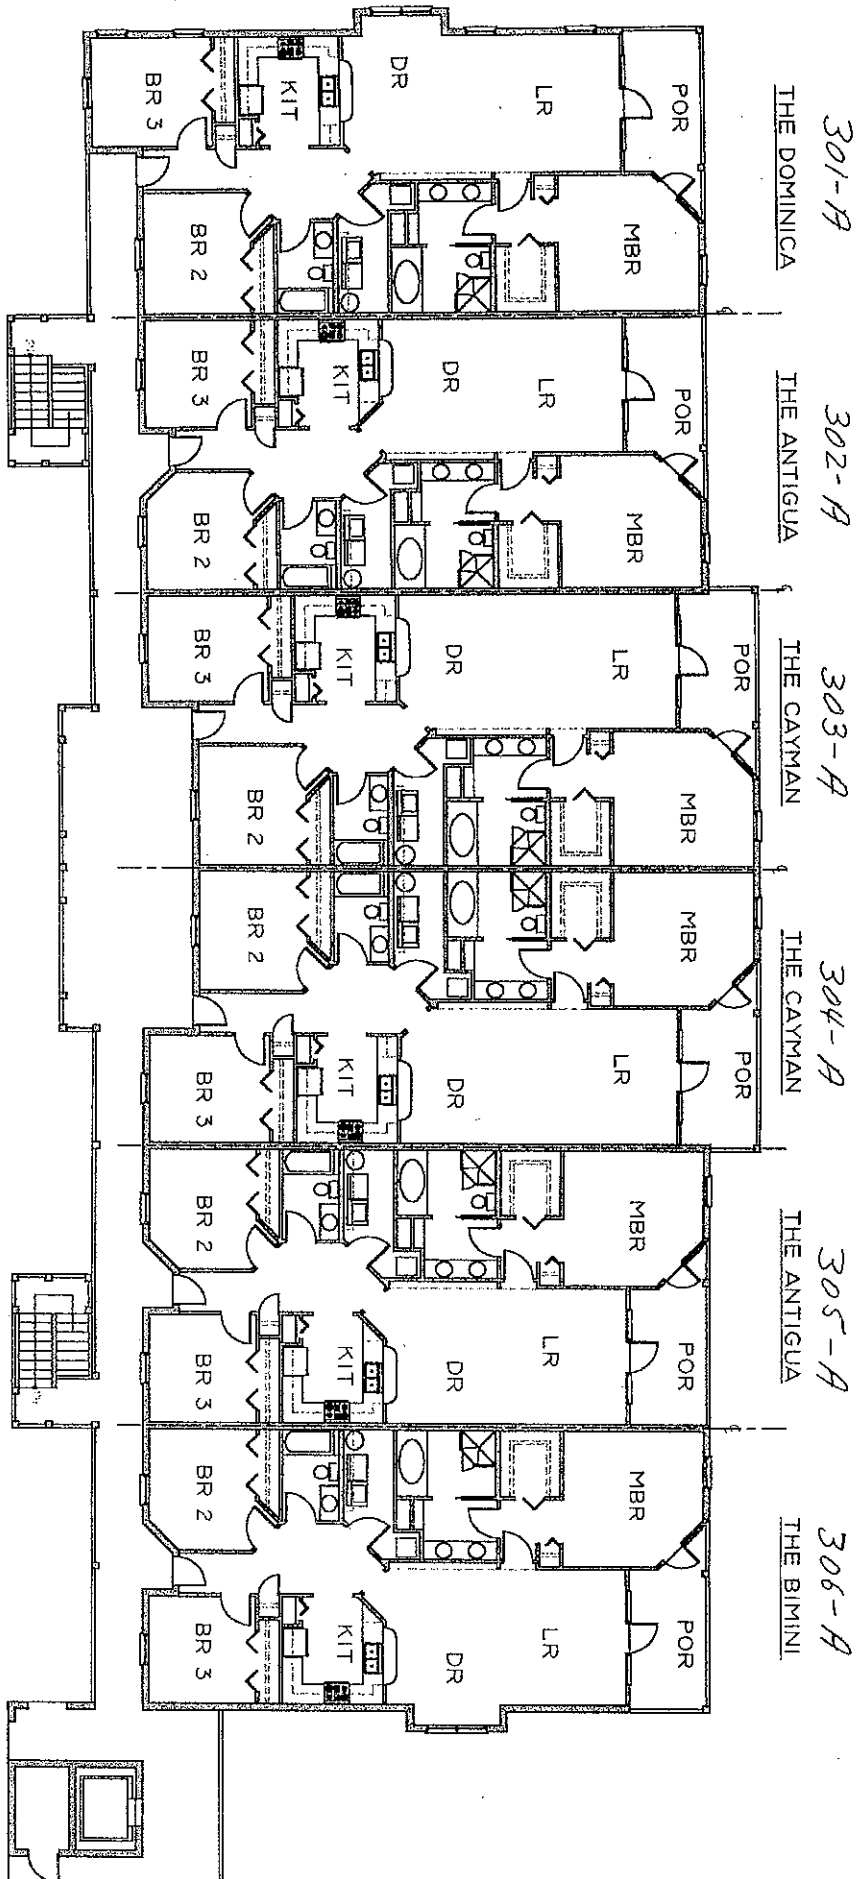 301-A
THE DOMINICA
POR
LR
DR
KIT
BR 3
MBR
BR 2
302-A
THE ANTIGUA
POR
LR
DR
KIT
BR 3
MBR
BR 2
303-A
THE CAYMAN
POR
LR
DR
KIT
BR 3
MBR
BR 2
304-A
THE CAYMAN
MBR
BR 2
POR
LR
DR
KIT
BR 3
305-A
THE ANTIGUA
MBR
BR 2
POR
LR
DR
KIT
BR 3
306-A
THE BIMINI
MBR
BR 2
POR
LR
DR
KIT
BR 3